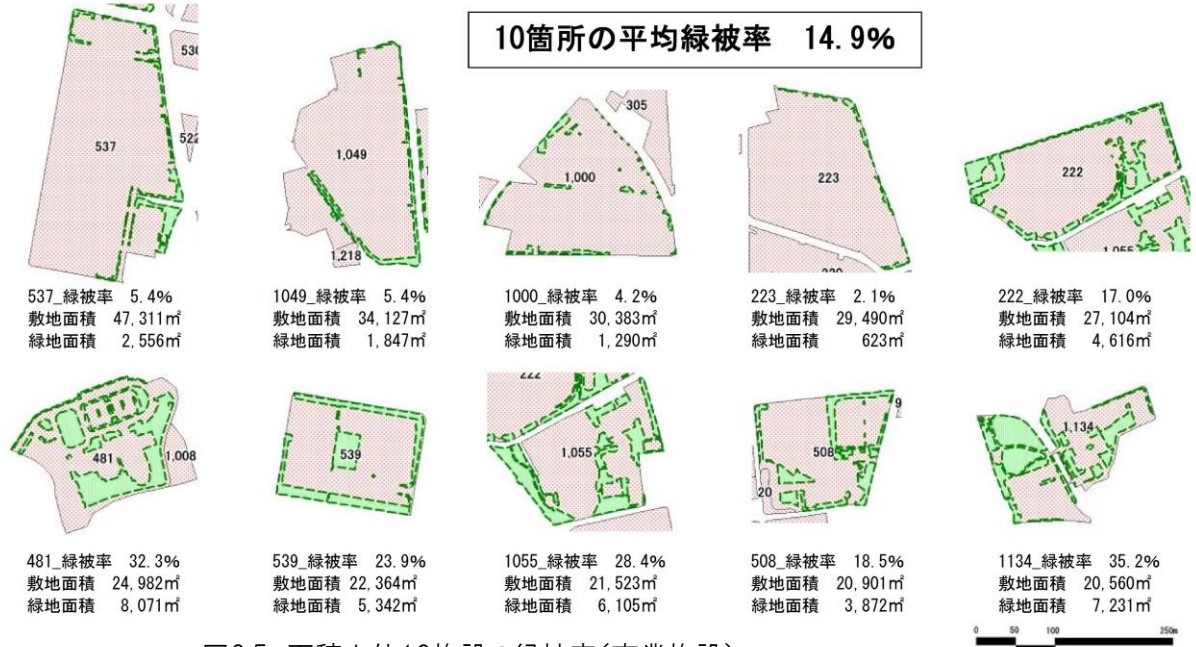 10箇所の平均緑被率 14.9%
530
537
522
1,049
1,218
305
1,000
223
222
1,055
537_緑被率 5.4%
敷地面積 47,311㎡
緑地面積 2,556㎡
1049_緑被率 5.4%
敷地面積 34,127㎡
緑地面積 1,847㎡
1000_緑被率 4.2%
敷地面積 30,383㎡
緑地面積 1,290㎡
223_緑被率 2.1%
敷地面積 29,490㎡
緑地面積 623㎡
222_緑被率 17.0%
敷地面積 27,104㎡
緑地面積 4,616㎡
481
1,008
539
222
1,055
508
20
9
1,134
481_緑被率 32.3%
敷地面積 24,982㎡
緑地面積 8,071㎡
539_緑被率 23.9%
敷地面積 22,364㎡
緑地面積 5,342㎡
1055_緑被率 28.4%
敷地面積 21,523㎡
緑地面積 6,105㎡
508_緑被率 18.5%
敷地面積 20,901㎡
緑地面積 3,872㎡
1134_緑被率 35.2%
敷地面積 20,560㎡
緑地面積 7,231㎡
0 50 100 250m